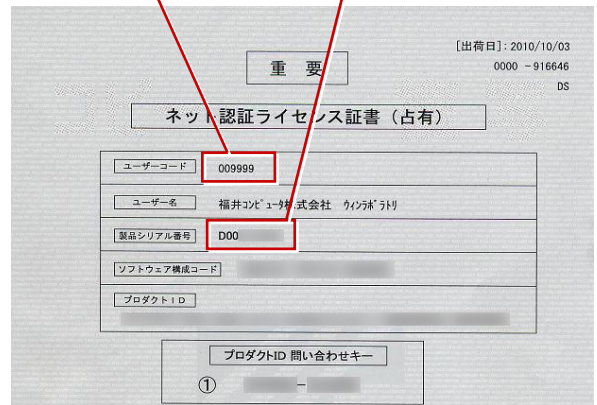 [出荷日]: 2010/10/03
重 要
0000 -916646
DS
ネット認証ライセンス証書（占有）
ユーザーコード 009999
ユーザー名 福井ｺﾝﾋﾟｭｰﾀ株式会社 ｳｨﾝﾗﾎﾞﾗﾄﾘ
製品シリアル番号 D00
ソフトウェア構成コード
プロダクトＩＤ
プロダクトID 問い合わせキー
① -